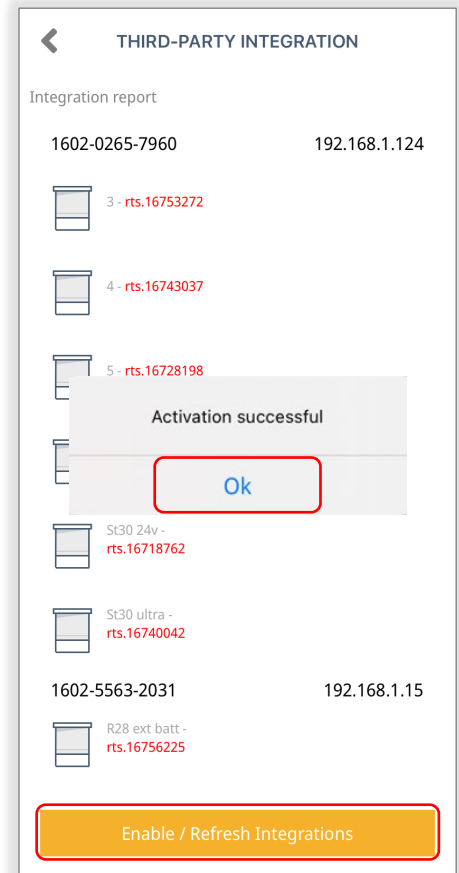 THIRD-PARTY INTEGRATION
Integration report
1602-0265-7960 192.168.1.124
3 - rts.16753272
4 - rts.16743037
5 - rts.16728198
Activation successful
Ok
St30 24v -
rts.16718762
St30 ultra -
rts.16740042
1602-5563-2031 192.168.1.15
R28 ext batt -
rts.16756225
Enable / Refresh Integrations